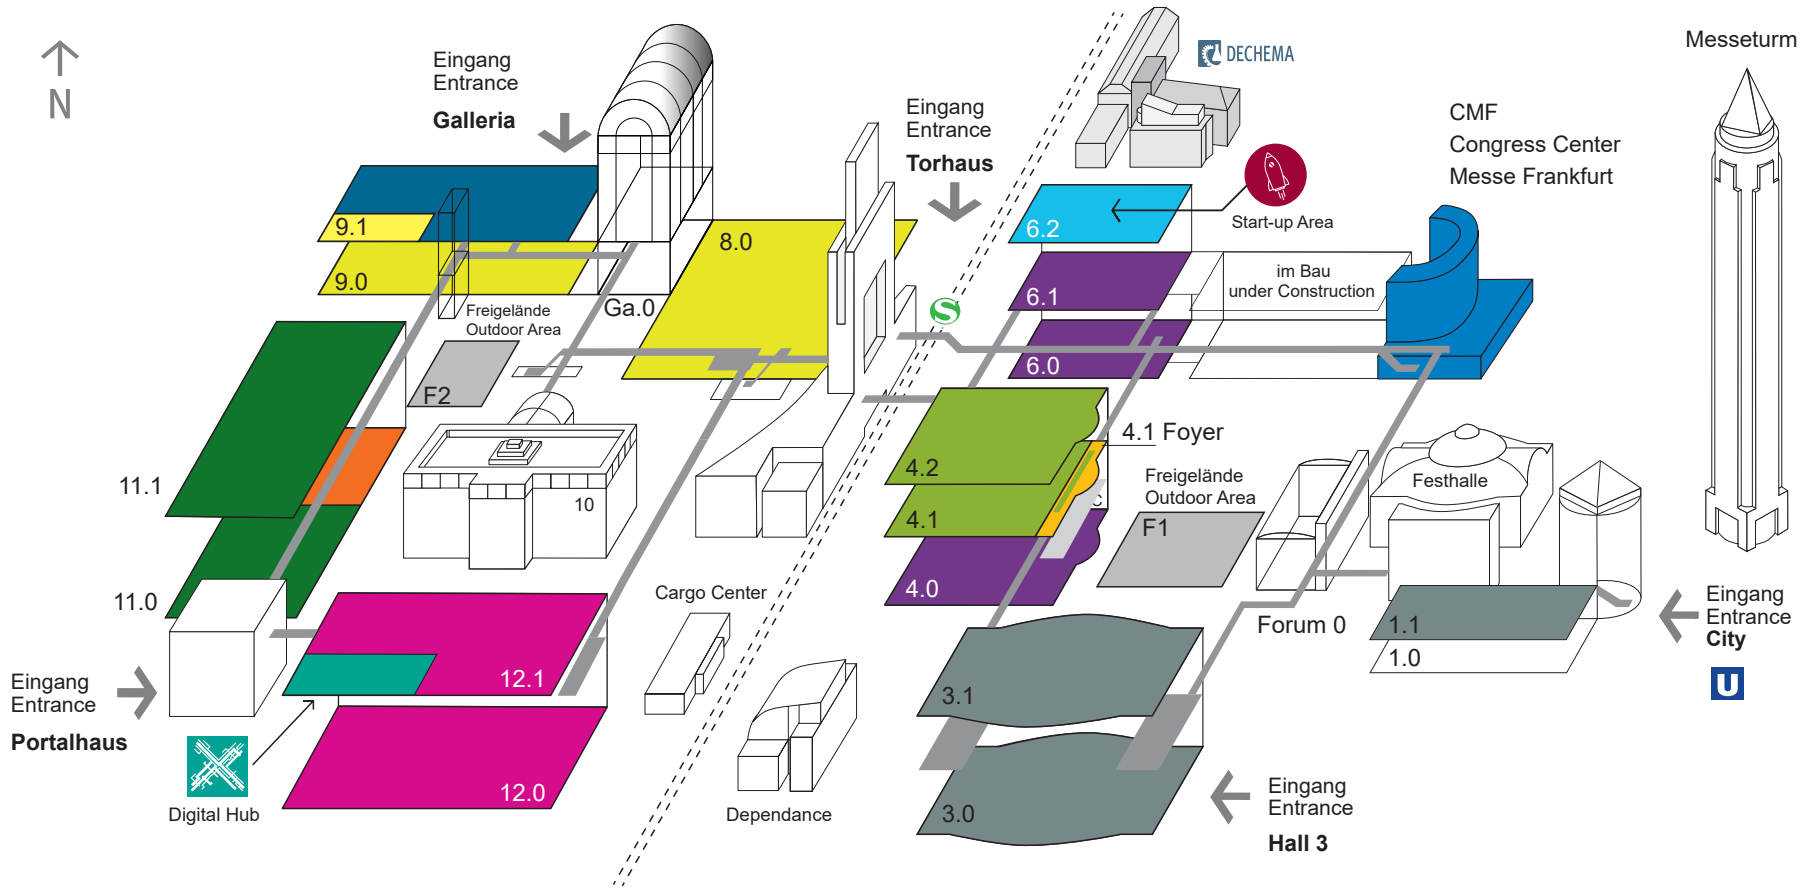 N
Eingang
Entrance
Galleria
Eingang
Entrance
Torhaus
DECHEMA
Messeturm
CMF
Congress Center
Messe Frankfurt
Start-up Area
9.1
9.0
8.0
Ga.0
6.2
6.1
6.0
im Bau
under Construction
S
Freigelände
Outdoor Area
F2
11.1
11.0
10
4.2
4.1
4.0
4.1 Foyer
C
Freigelände
Outdoor Area
F1
Festhalle
Cargo Center
Forum 0
1.1
1.0
Eingang
Entrance
City
U
Eingang
Entrance
Portalhaus
12.1
12.0
Digital Hub
Dependance
3.1
3.0
Eingang
Entrance
Hall 3